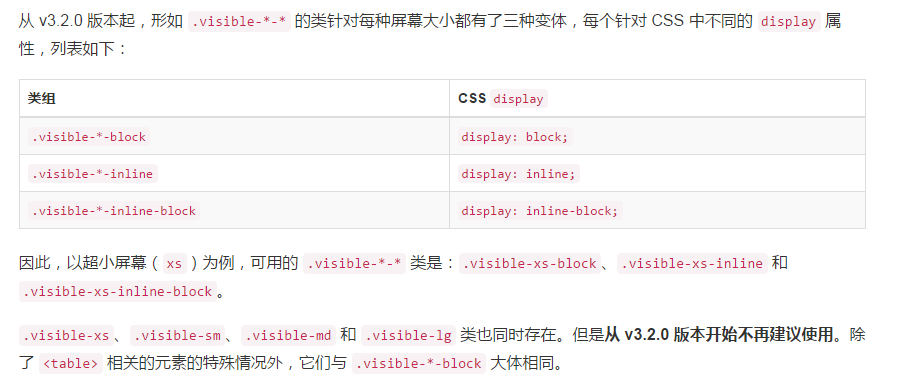 从 v3.2.0 版本起，形如 .visible-*-* 的类针对每种屏幕大小都有了三种变体，每个针对 CSS 中不同的 display 属
性，列表如下：
类组 CSS display
.visible-*-block display: block;
.visible-*-inline display: inline;
.visible-*-inline-block display: inline-block;
因此，以超小屏幕（ xs ）为例，可用的 .visible-*-* 类是：.visible-xs-block、.visible-xs-inline 和
.visible-xs-inline-block。
.visible-xs、.visible-sm、.visible-md 和 .visible-lg 类也同时存在。但是从 v3.2.0 版本开始不再建议使用。除
了 <table> 相关的元素的特殊情况外，它们与 .visible-*-block 大体相同。